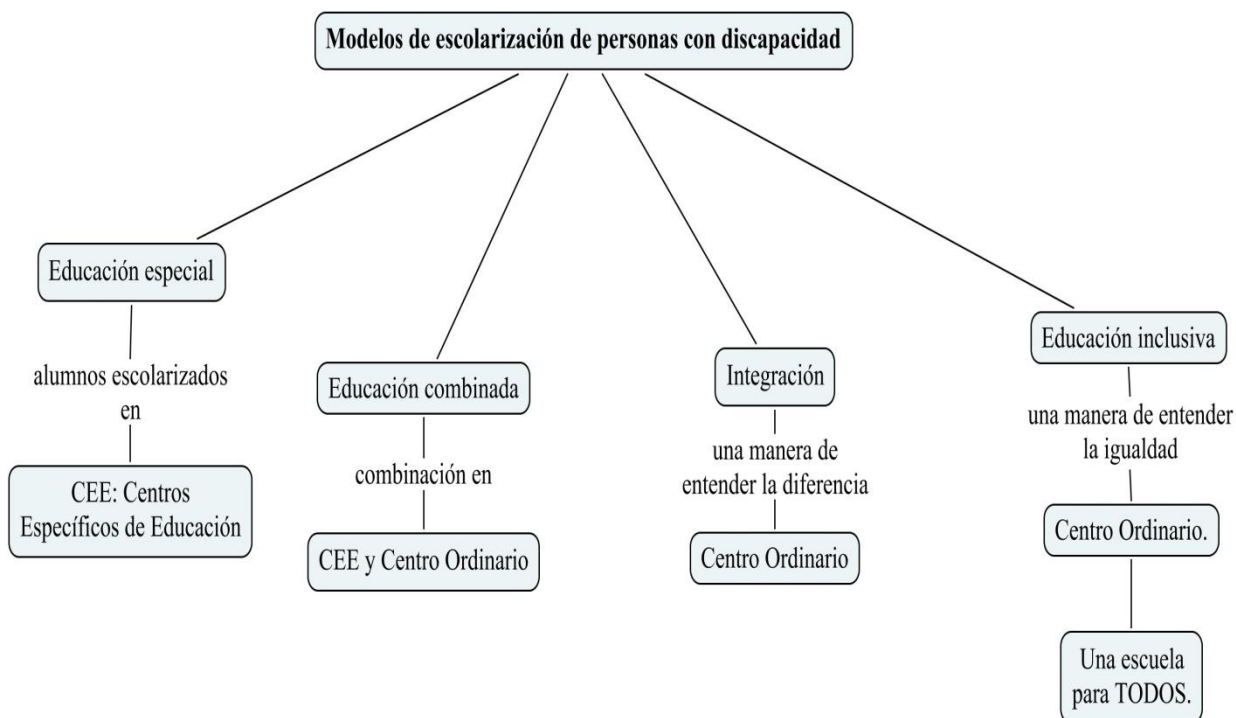 Modelos de escolarización de personas con discapacidad
Educación especial
alumnos escolarizados
en
CEE: Centros
Específicos de Educación
Educación combinada
combinación en
CEE y Centro Ordinario
Integración
una manera de
entender la diferencia
Centro Ordinario
Educación inclusiva
una manera de entender
la igualdad
Centro Ordinario.
Una escuela
para TODOS.